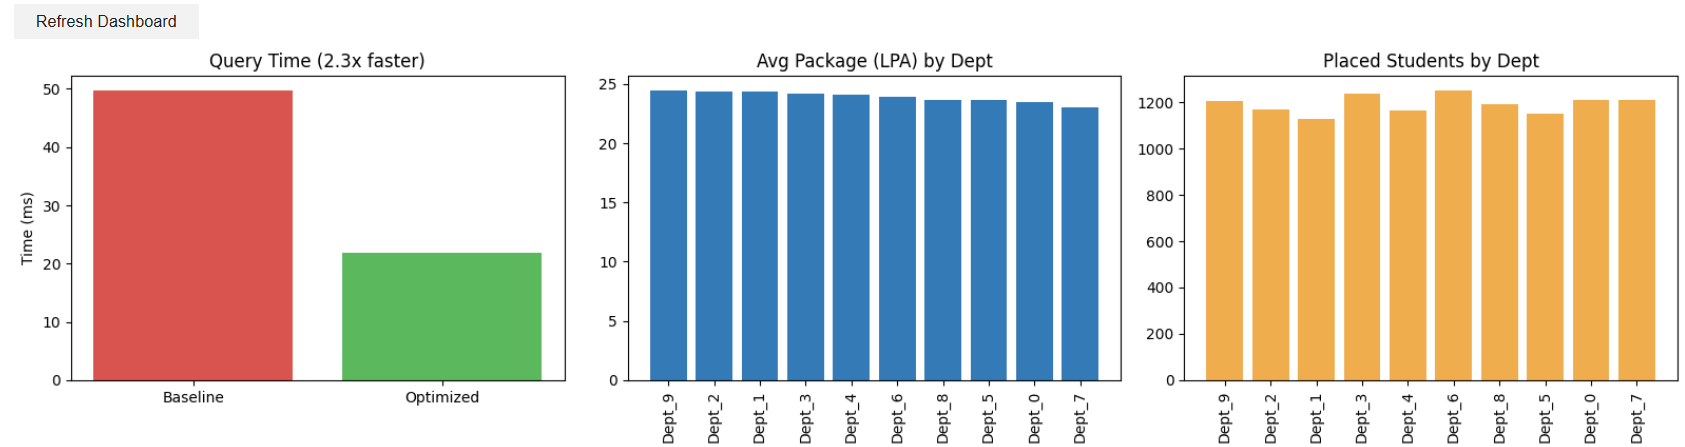 Refresh Dashboard
Query Time (2.3x faster)
Time (ms)
50
40
30
20
10
0
Baseline Optimized
Avg Package (LPA) by Dept
25
20
15
10
5
0
Dept_9 Dept_2 Dept_1 Dept_3 Dept_4 Dept_6 Dept_8 Dept_5 Dept_0 Dept_7
Placed Students by Dept
1200
1000
800
600
400
200
0
Dept_9 Dept_2 Dept_1 Dept_3 Dept_4 Dept_6 Dept_8 Dept_5 Dept_0 Dept_7